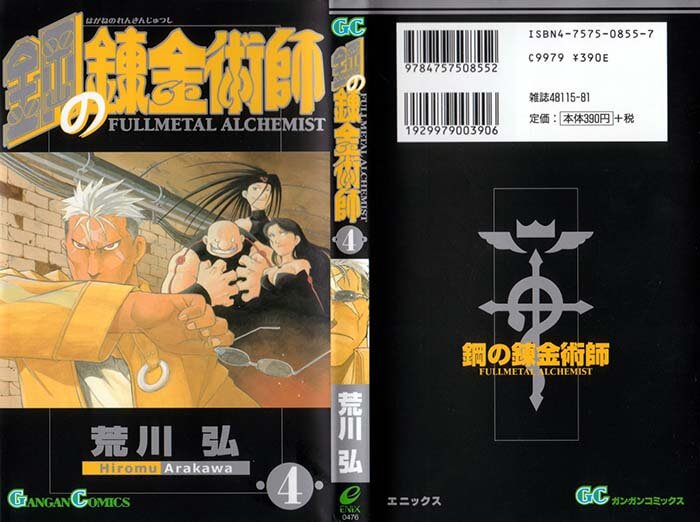 はがねのれんきんじゅつし
鋼の錬金術師
FULLMETAL ALCHEMIST
荒川 弘
Hiromu Arakawa
4
GANGAN COMICS
GC
鋼の錬金術師
FULLMETAL ALCHEMIST
4
荒川 弘
ENIX
0476
9784757508552
1929979003906
ISBN4-7575-0855-7
C9979 ¥390E
雑誌48115-81
定価：本体390円+税
鋼の錬金術師
FULLMETAL ALCHEMIST
エニックス
GC ガンガンコミックス